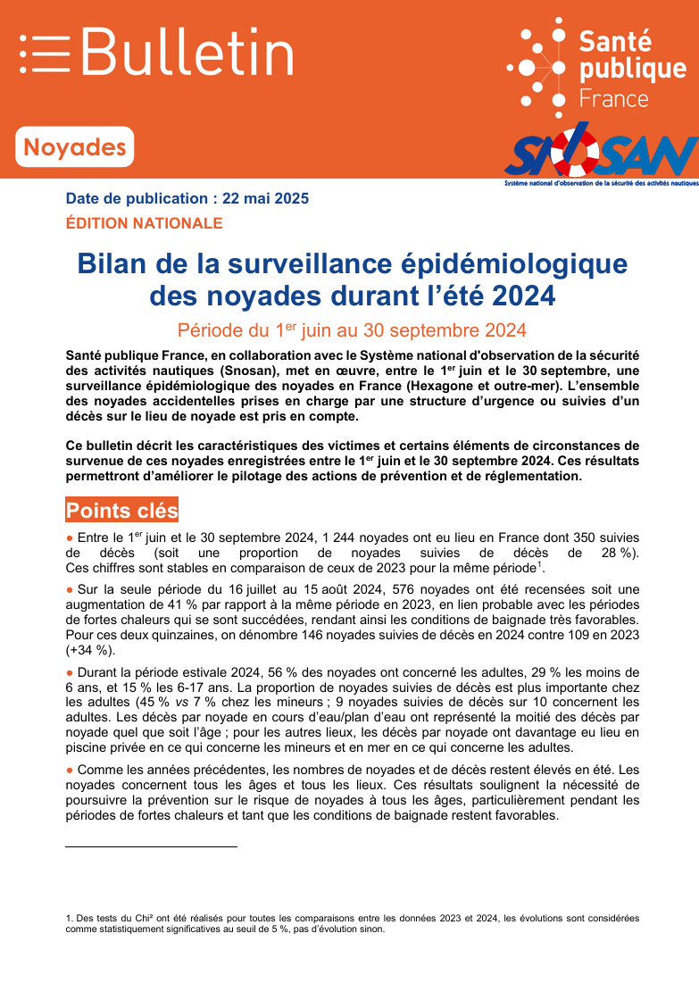 Bulletin
Santé
publique
France
Noyades
SNOSAN
Système national d'observation de la sécurité des activités nautiques
Date de publication : 22 mai 2025
ÉDITION NATIONALE
Bilan de la surveillance épidémiologique
des noyades durant l’été 2024
Période du 1er juin au 30 septembre 2024
Santé publique France, en collaboration avec le Système national d'observation de la sécurité
des activités nautiques (Snosan), met en œuvre, entre le 1er juin et le 30 septembre, une
surveillance épidémiologique des noyades en France (Hexagone et outre-mer). L’ensemble
des noyades accidentelles prises en charge par une structure d’urgence ou suivies d’un
décès sur le lieu de noyade est pris en compte.
Ce bulletin décrit les caractéristiques des victimes et certains éléments de circonstances de
survenue de ces noyades enregistrées entre le 1er juin et le 30 septembre 2024. Ces résultats
permettront d’améliorer le pilotage des actions de prévention et de réglementation.
Points clés
● Entre le 1er juin et le 30 septembre 2024, 1 244 noyades ont eu lieu en France dont 350 suivies
de décès (soit une proportion de noyades suivies de décès de 28 %).
Ces chiffres sont stables en comparaison de ceux de 2023 pour la même période1.
● Sur la seule période du 16 juillet au 15 août 2024, 576 noyades ont été recensées soit une
augmentation de 41 % par rapport à la même période en 2023, en lien probable avec les périodes
de fortes chaleurs qui se sont succédées, rendant ainsi les conditions de baignade très favorables.
Pour ces deux quinzaines, on dénombre 146 noyades suivies de décès en 2024 contre 109 en 2023
(+34 %).
● Durant la période estivale 2024, 56 % des noyades ont concerné les adultes, 29 % les moins de
6 ans, et 15 % les 6-17 ans. La proportion de noyades suivies de décès est plus importante chez
les adultes (45 % vs 7 % chez les mineurs ; 9 noyades suivies de décès sur 10 concernent les
adultes. Les décès par noyade en cours d’eau/plan d’eau ont représenté la moitié des décès par
noyade quel que soit l’âge ; pour les autres lieux, les décès par noyade ont davantage eu lieu en
piscine privée en ce qui concerne les mineurs et en mer en ce qui concerne les adultes.
● Comme les années précédentes, les nombres de noyades et de décès restent élevés en été. Les
noyades concernent tous les âges et tous les lieux. Ces résultats soulignent la nécessité de
poursuivre la prévention sur le risque de noyades à tous les âges, particulièrement pendant les
périodes de fortes chaleurs et tant que les conditions de baignade restent favorables.
1. Des tests du Chi² ont été réalisés pour toutes les comparaisons entre les données 2023 et 2024, les évolutions sont considérées
comme statistiquement significatives au seuil de 5 %, pas d’évolution sinon.